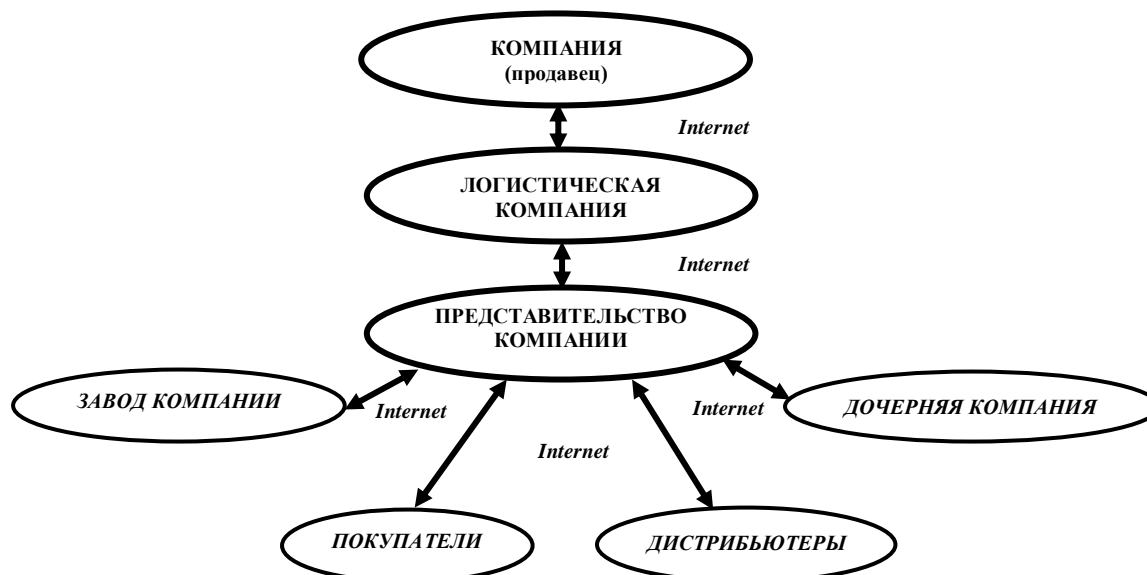 КОМПАНИЯ
(продавец)
Internet
ЛОГИСТИЧЕСКАЯ
КОМПАНИЯ
Internet
ПРЕДСТАВИТЕЛЬСТВО
КОМПАНИИ
ЗАВОД КОМПАНИИ
Internet
Internet
ДОЧЕРНЯЯ КОМПАНИЯ
Internet
ПОКУПАТЕЛИ
ДИСТРИБЬЮТЕРЫ